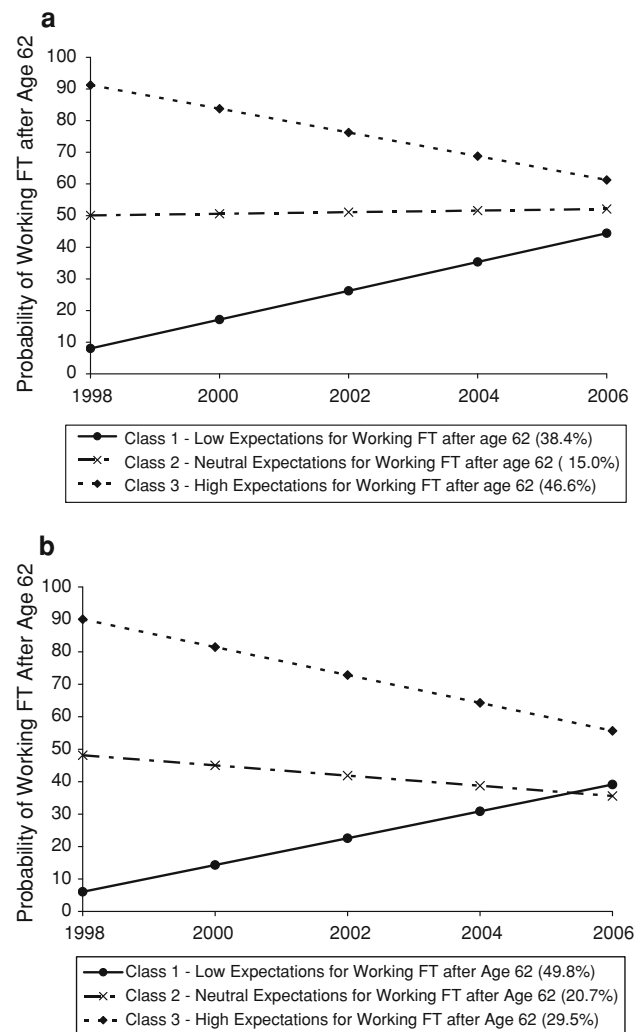 a
Probability of Working FT after Age 62
100
90
80
70
60
50
40
30
20
10
0
1998 2000 2002 2004 2006
Class 1 - Low Expectations for Working FT after age 62 (38.4%)
Class 2 - Neutral Expectations for Working FT after age 62 ( 15.0%)
Class 3 - High Expectations for Working FT after age 62 (46.6%)
b
Probability of Working FT After Age 62
100
90
80
70
60
50
40
30
20
10
0
1998 2000 2002 2004 2006
Class 1 - Low Expectations for Working FT after Age 62 (49.8%)
Class 2 - Neutral Expectations for Working FT after Age 62 (20.7%)
Class 3 - High Expectations for Working FT after Age 62 (29.5%)